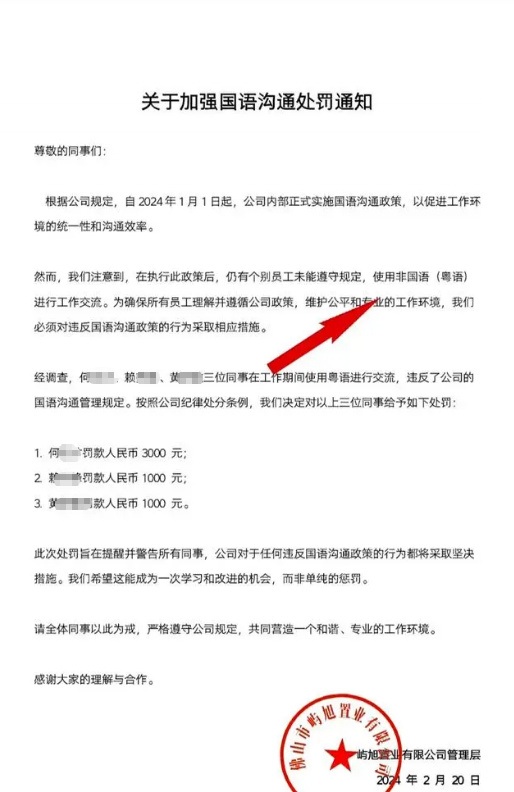 关于加强国语沟通处罚通知
尊敬的同事们：
根据公司规定，自 2024 年 1 月 1 日起，公司内部正式实施国语沟通政策，以促进工作环
境的统一性和沟通效率。
然而，我们注意到，在执行此政策后，仍有个别员工未能遵守规定，使用非国语（粤语）
进行工作交流。为确保所有员工理解并遵循公司政策，维护公平和专业的工作环境，我们
必须对违反国语沟通政策的行为采取相应措施。
经调查，何、赖、黄三位同事在工作期间使用粤语进行交流，违反了公司的
国语沟通管理规定。按照公司纪律处分条例，我们决定对以上三位同事给予如下处罚：
1. 何罚款人民币 3000 元；
2. 赖罚款人民币 1000 元；
3. 黄罚款人民币 1000 元。
此次处罚旨在提醒并警告所有同事，公司对于任何违反国语沟通政策的行为都将采取坚决
措施。我们希望这能成为一次学习和改进的机会，而非单纯的惩罚。
请全体同事以此为戒，严格遵守公司规定，共同营造一个和谐、专业的工作环境。
感谢大家的理解与合作。
佛山市屿旭置业有限公司
屿旭置业有限公司管理层
2024 年 2 月 20 日